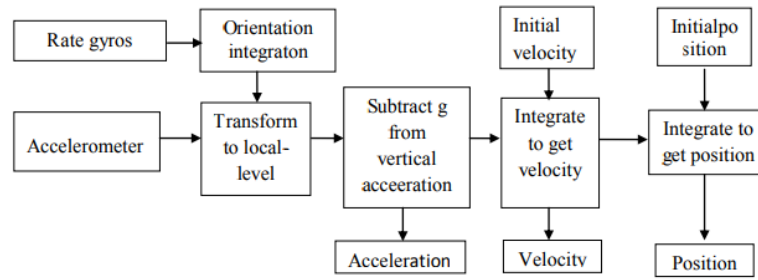 Rate gyros
Orientation
integraton
Initial
velocity
Initialpo
sition
Accelerometer
Transform
to local-
level
Subtract g
from
vertical
acceeration
Integrate
to get
velocity
Integrate to
get position
Acceleration
Velocity
Position